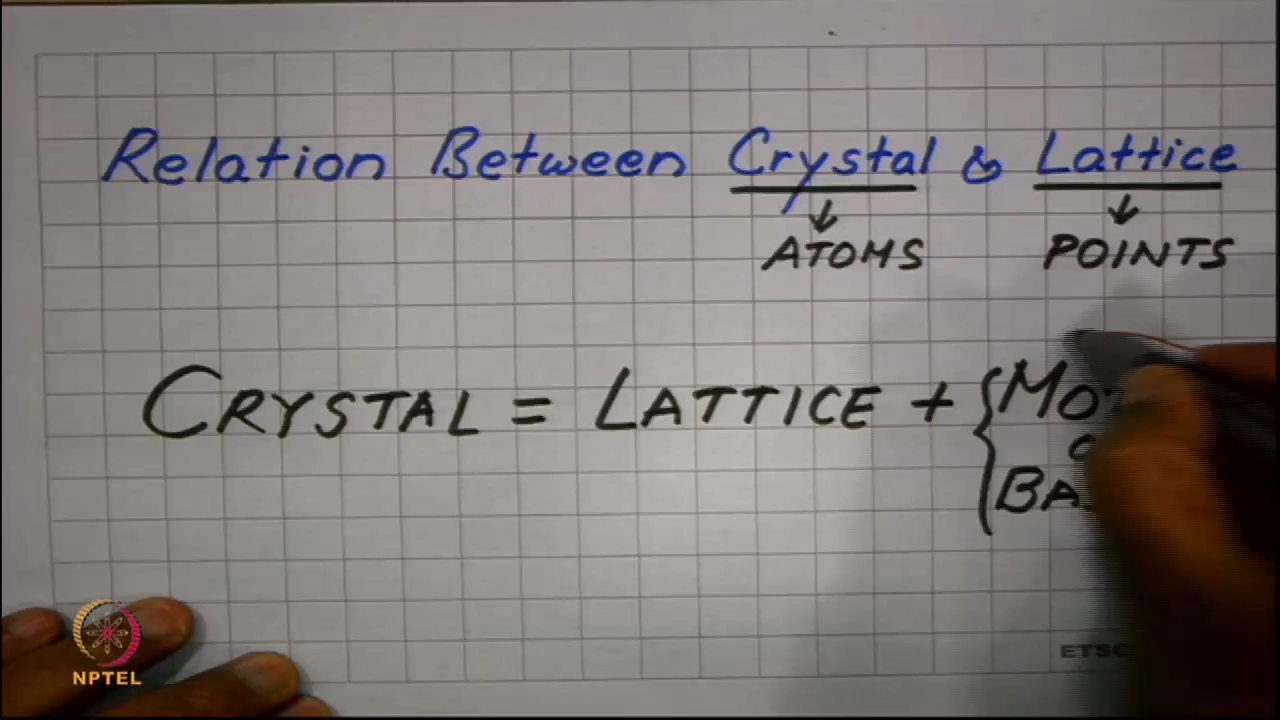 Relation Between Crystal & Lattice
ATOMS POINTS
CRYSTAL = LATTICE +
NPTEL